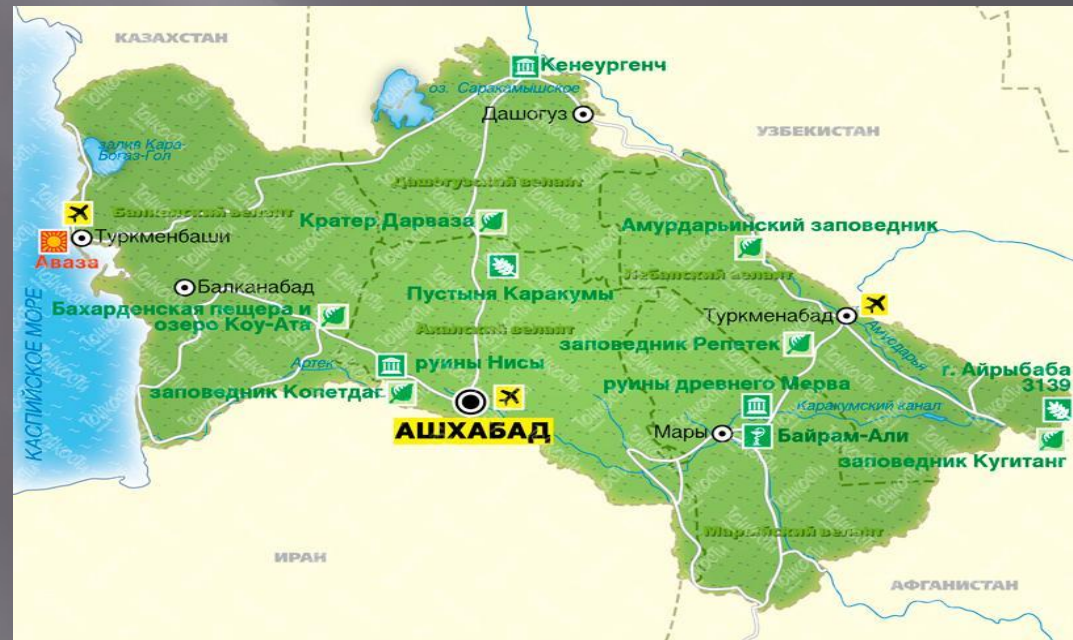 КАЗАХСТАН
Кенеургенч
оз. Саракамышское
Дашогуз
УЗБЕКИСТАН
залив Кара-
Богаз-Гол
Дашогузский велаят
Балканский велаят
Кратер Дарваза
Амурдарьинский заповедник
Туркменбаши
Аваза
Лебапский велаят
Балканабад
Пустыня Каракумы
Бахарденская пещера и
озеро Коу-Ата
Туркменабад
Ахалский велаят
Амударья
заповедник Репетек
КАСПИЙСКОЕ МОРЕ
Артек
руины Нисы
г. Айрыбаба
3139
заповедник Копетдаг
руины древнего Мерва
Каракумский канал
АШХАБАД
Мары
Байрам-Али
заповедник Кугитанг
Марыйский велаят
ИРАН
АФГАНИСТАН